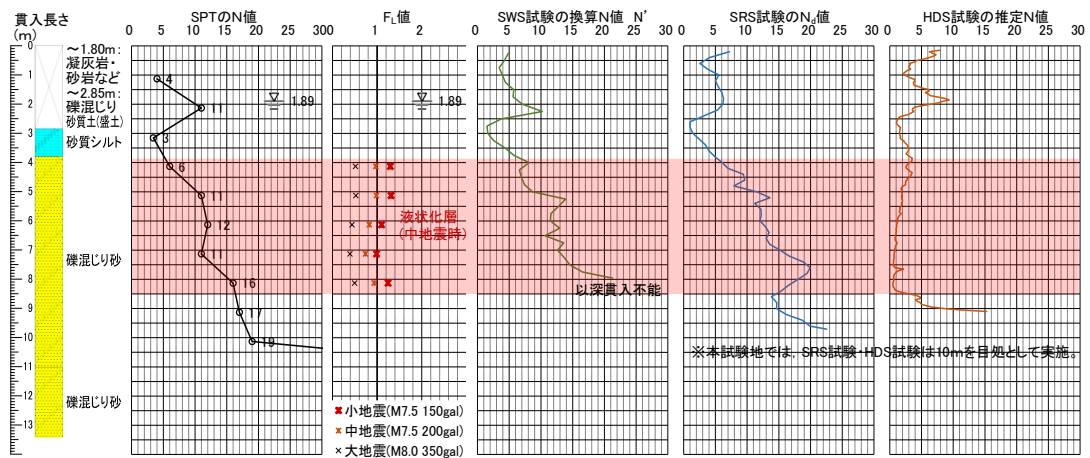 貫入長さ
(m)
SPTのN値
FL値
SWS試験の換算N値 N'
SRS試験のNd値
HDS試験の推定N値
0 5 10 15 20 25 30
0 1 2
0 5 10 15 20 25 30
0 5 10 15 20 25 30
0 5 10 15 20 25 30
0
1
2
3
4
5
6
7
8
9
10
11
12
13
～1.80m：
凝灰岩・
砂岩など
～2.85m：
礫混じり
砂質土(盛土)
砂質シルト
礫混じり砂
礫混じり砂
4
11
3
6
11
12
11
16
17
19
1.89
1.89
液状化層
(中地震時)
以深貫入不能
※本試験地では，SRS試験・HDS試験は10mを目処として実施。
小地震(M7.5 150gal)
中地震(M7.5 200gal)
大地震(M8.0 350gal)